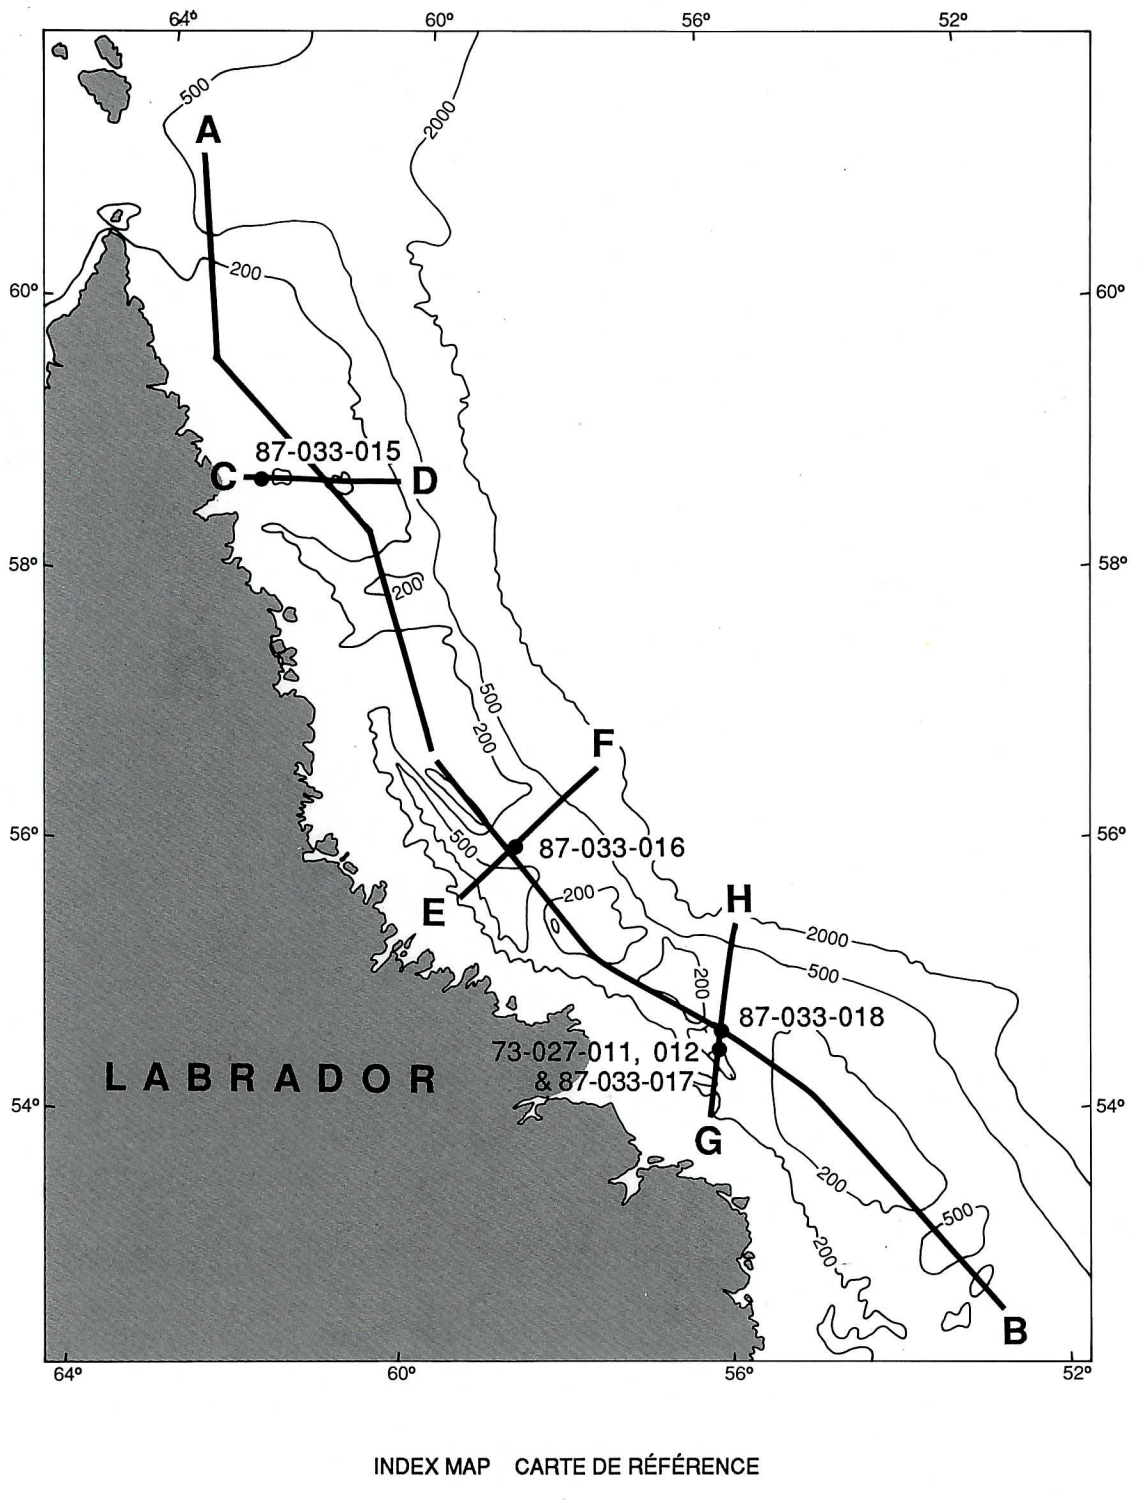 64° 60° 56° 52°
500
2000
A
200
60° 60°
87-033-015
C D
58° 58°
200
500
200
F
56° 56°
500
87-033-016
200
E
H
2000
500
200
87-033-018
73-027-011, 012
& 87-033-017
LABRADOR
54° 54°
G
200
500
200
B
64° 60° 56° 52°
INDEX MAP CARTE DE RÉFÉRENCE